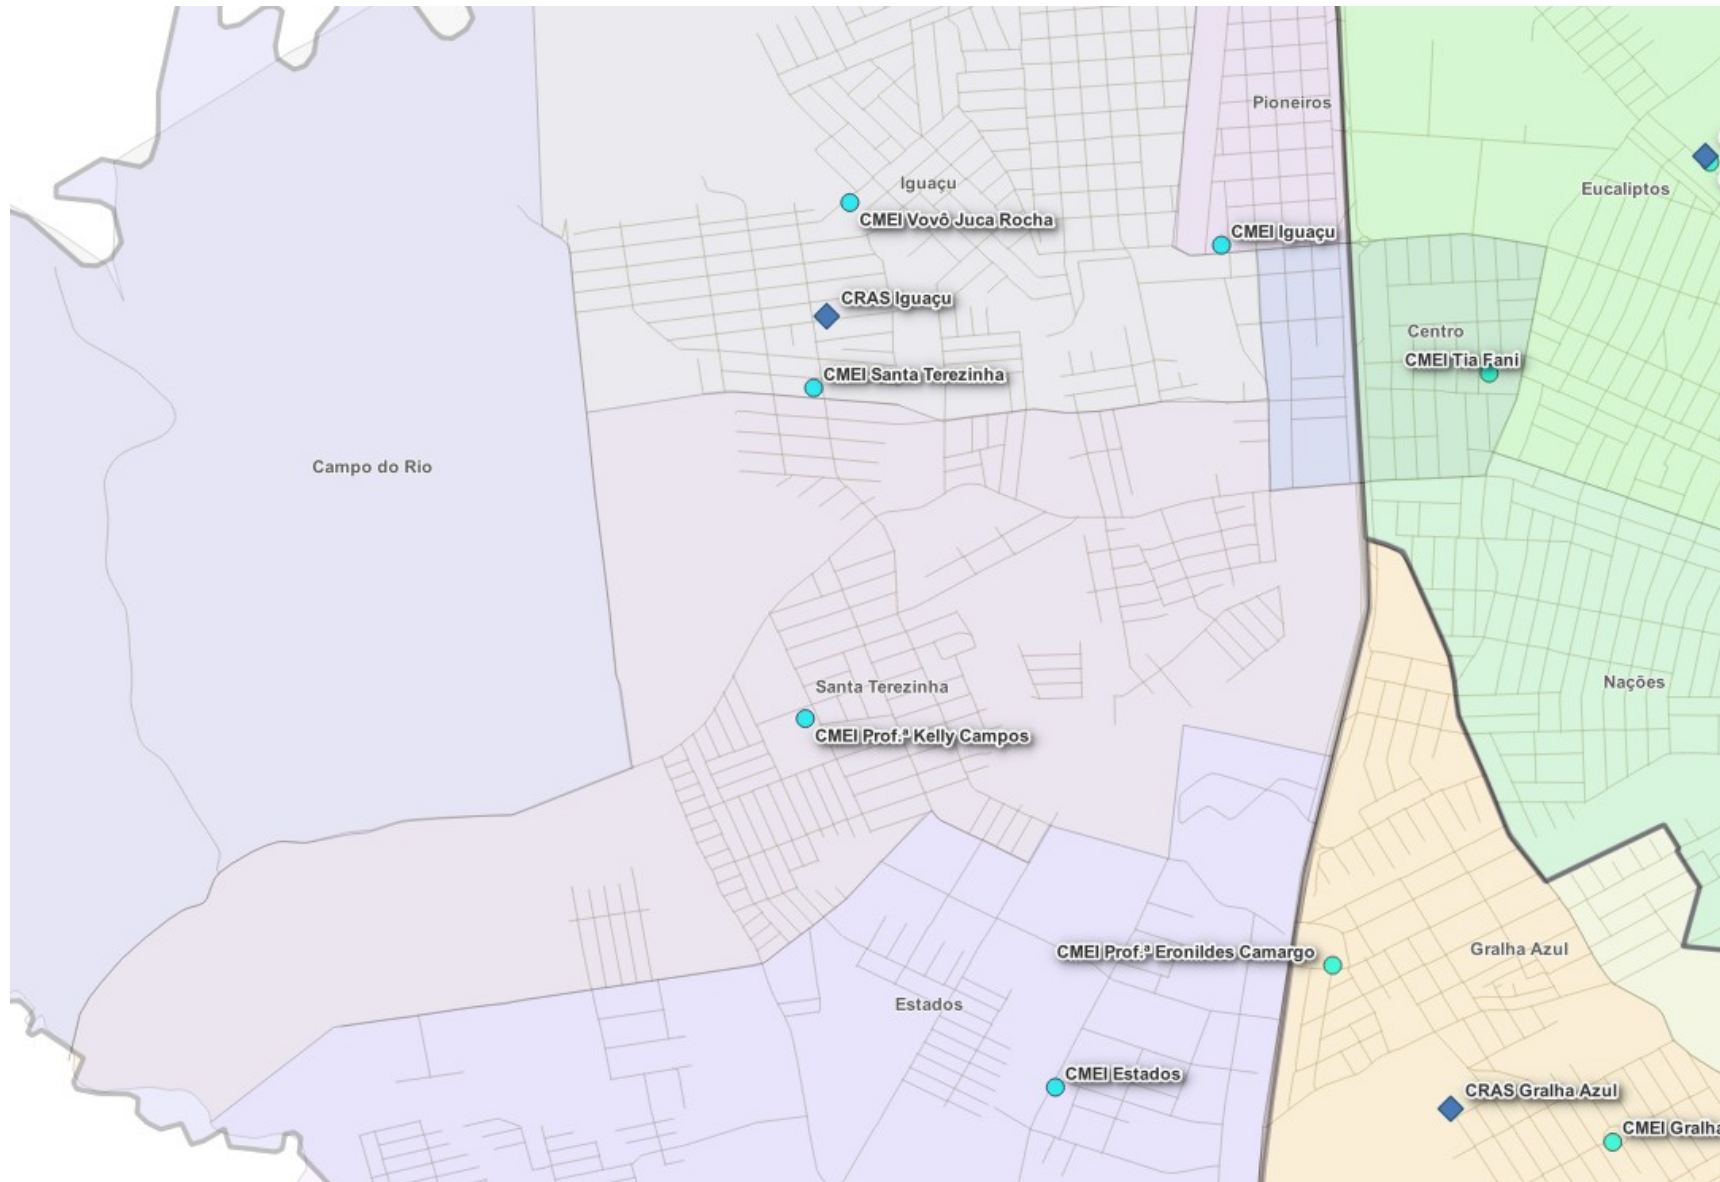 Pioneiros
Iguaçu
Eucaliptos
CMEI Vovô Juca Rocha
CMEI Iguaçu
CRAS Iguaçu
Centro
CMEI Tia Fani
CMEI Santa Terezinha
Campo do Rio
Santa Terezinha
Nações
CMEI Prof.ª Kelly Campos
CMEI Prof.ª Eronildes Camargo
Gralha Azul
Estados
CMEI Estados
CRAS Gralha Azul
CMEI Gralha